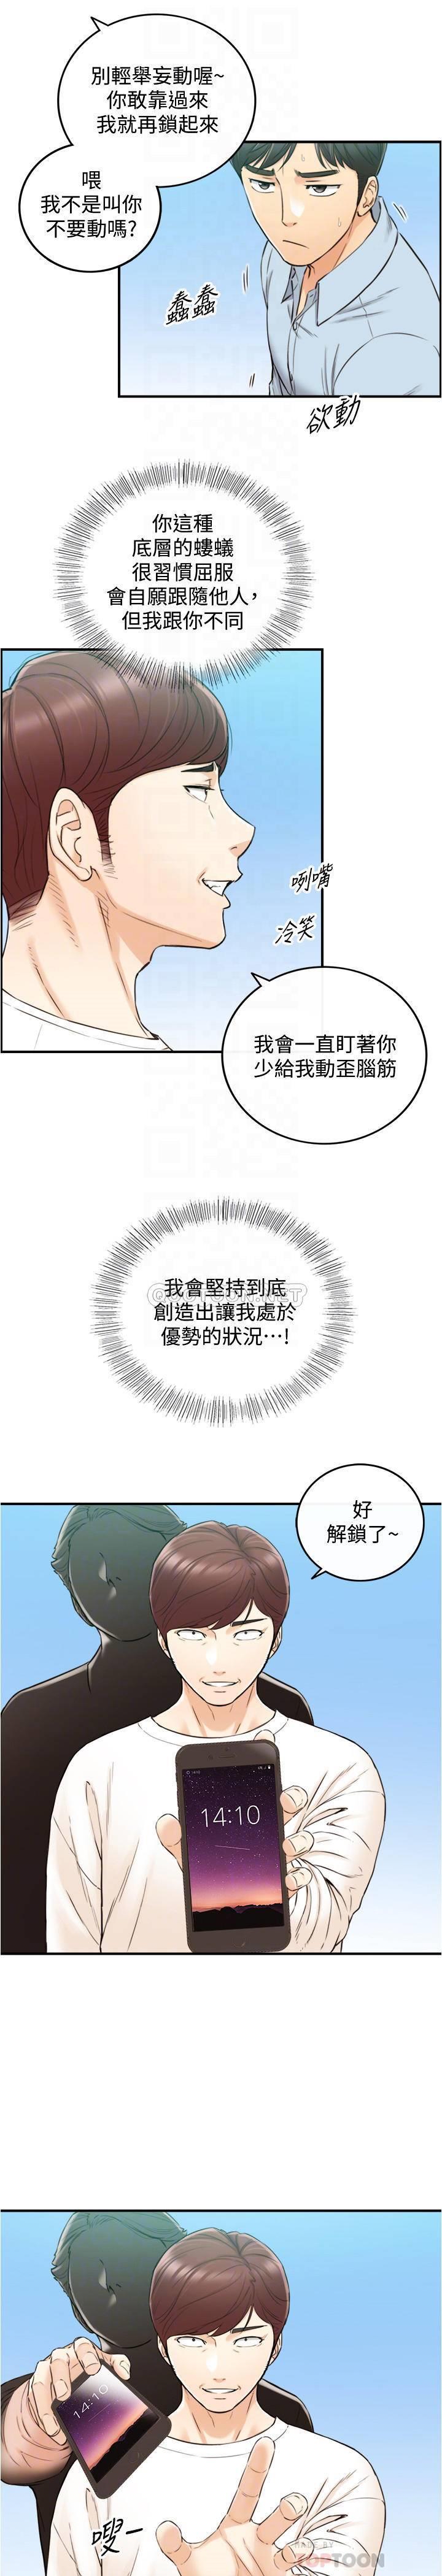 別輕舉妄動喔~
你敢靠過來
我就再鎖起來
喂
我不是叫你
不要動嗎?
蠢蠢
欲動
你這種
底層的螻蟻
很習慣屈服
會自願跟隨他人，
但我跟你不同
咧嘴
冷笑
我會一直盯著你
少給我動歪腦筋
我會堅持到底
創造出讓我處於
優勢的狀況…!
好
解鎖了~
14:10
14:10
嗖一
TOPTOON